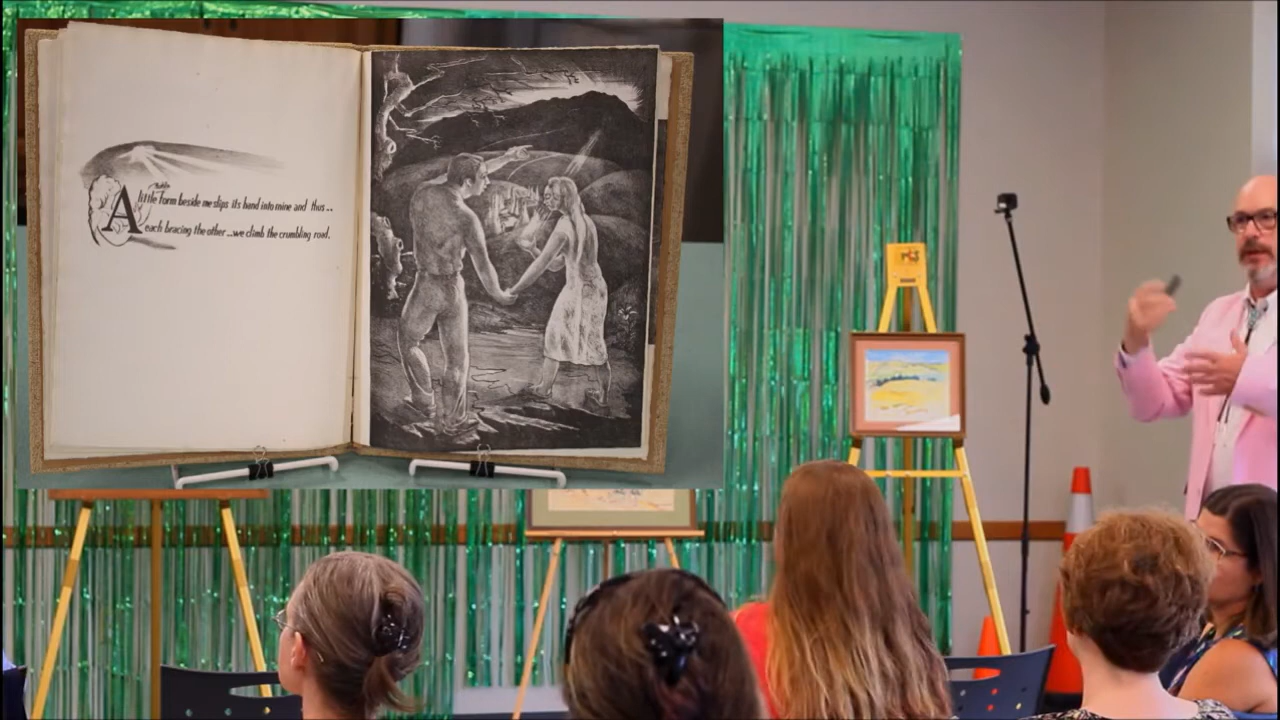 A little form beside me slips its hand into mine and thus..
each bracing the other ...we climb the crumbling road.